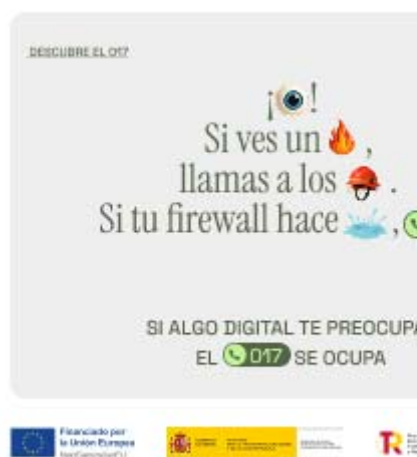 DESCUBRE EL 017
¡👁!
Si ves un 🔥,
llamas a los ⛑.
Si tu firewall hace 💦,
SI ALGO DIGITAL TE PREOCUPA
EL 017 SE OCUPA
Financiado por
la Unión Europea
NextGenerationEU